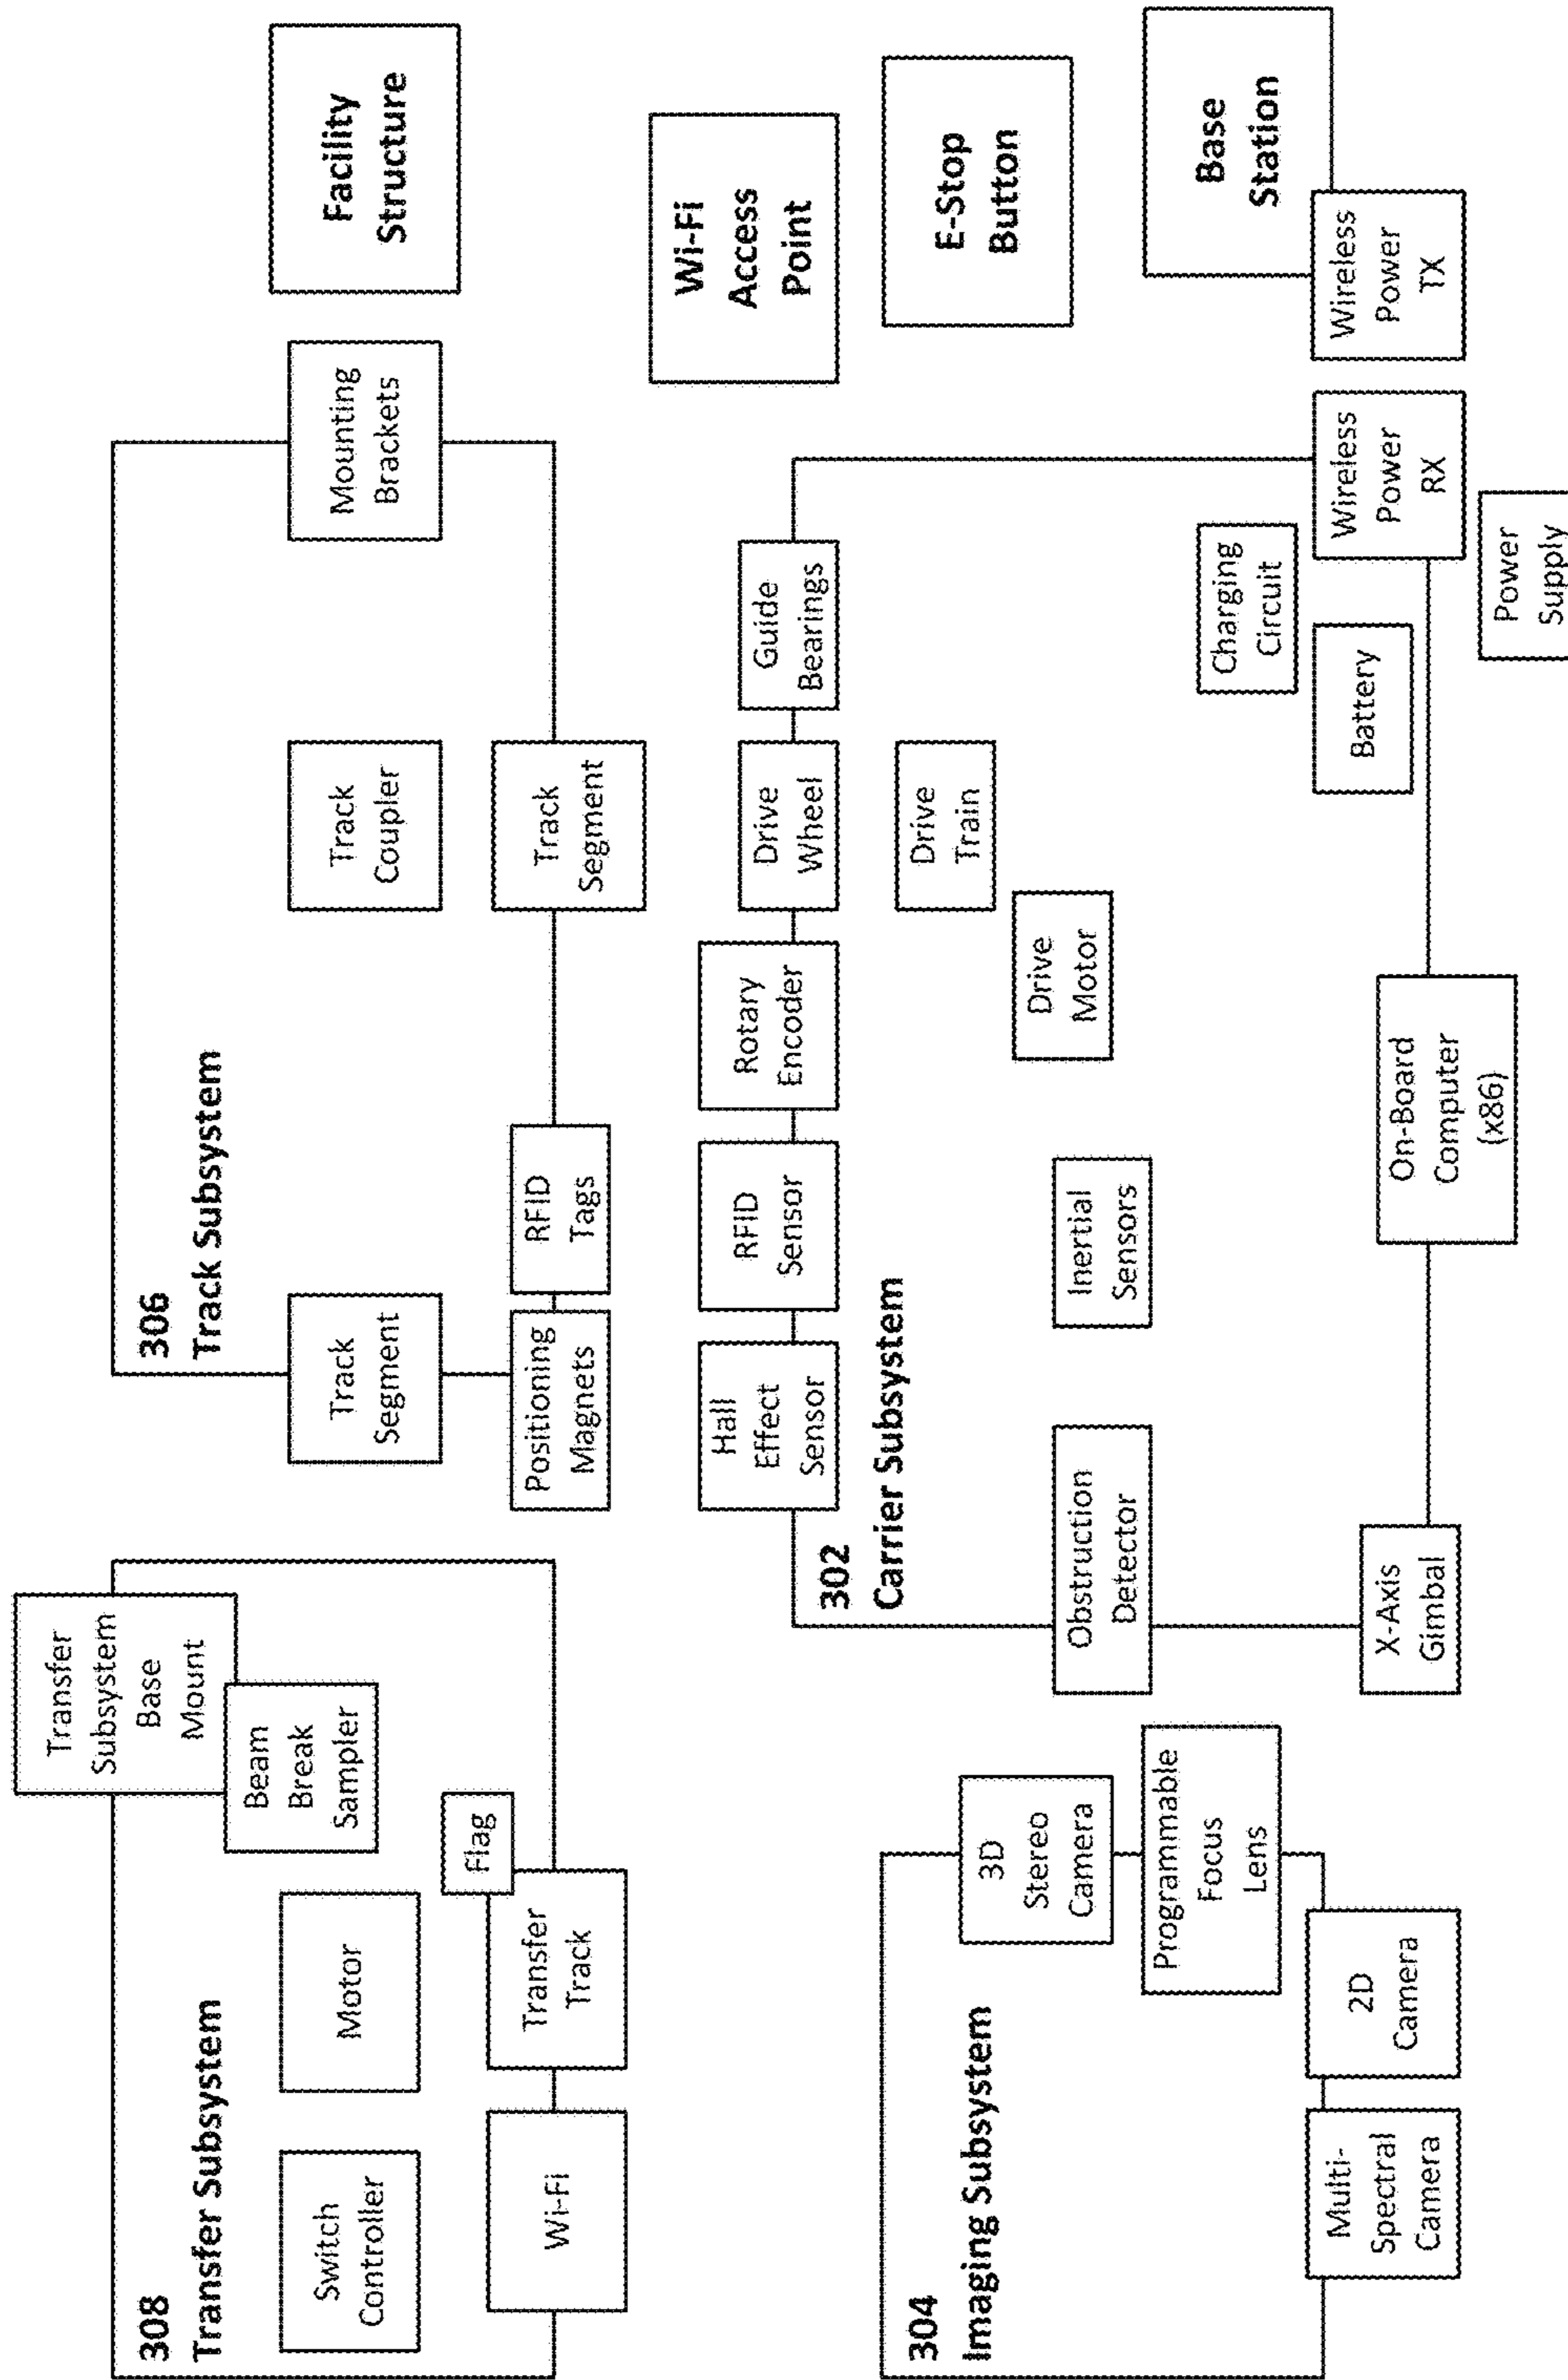 308
Transfer Subsystem
Switch
Controller
Motor
Wi-Fi
Transfer
Track
Flag
Beam
Break
Sampler
Transfer
Subsystem
Base
Mount
306
Track Subsystem
Track
Segment
Positioning
Magnets
RFID
Tags
Track
Coupler
Track
Segment
Mounting
Brackets
Facility
Structure
304
Imaging Subsystem
3D
Stereo
Camera
Programmable
Focus
Lens
2D
Camera
Multi-
Spectral
Camera
302
Carrier Subsystem
Hall
Effect
Sensor
RFID
Sensor
Rotary
Encoder
Drive
Wheel
Guide
Bearings
Drive
Train
Drive
Motor
Inertial
Sensors
Obstruction
Detector
X-Axis
Gimbal
On-Board
Computer
(x86)
Battery
Charging
Circuit
Wireless
Power
RX
Power
Supply
Wi-Fi
Access
Point
E-Stop
Button
Base
Station
Wireless
Power
TX